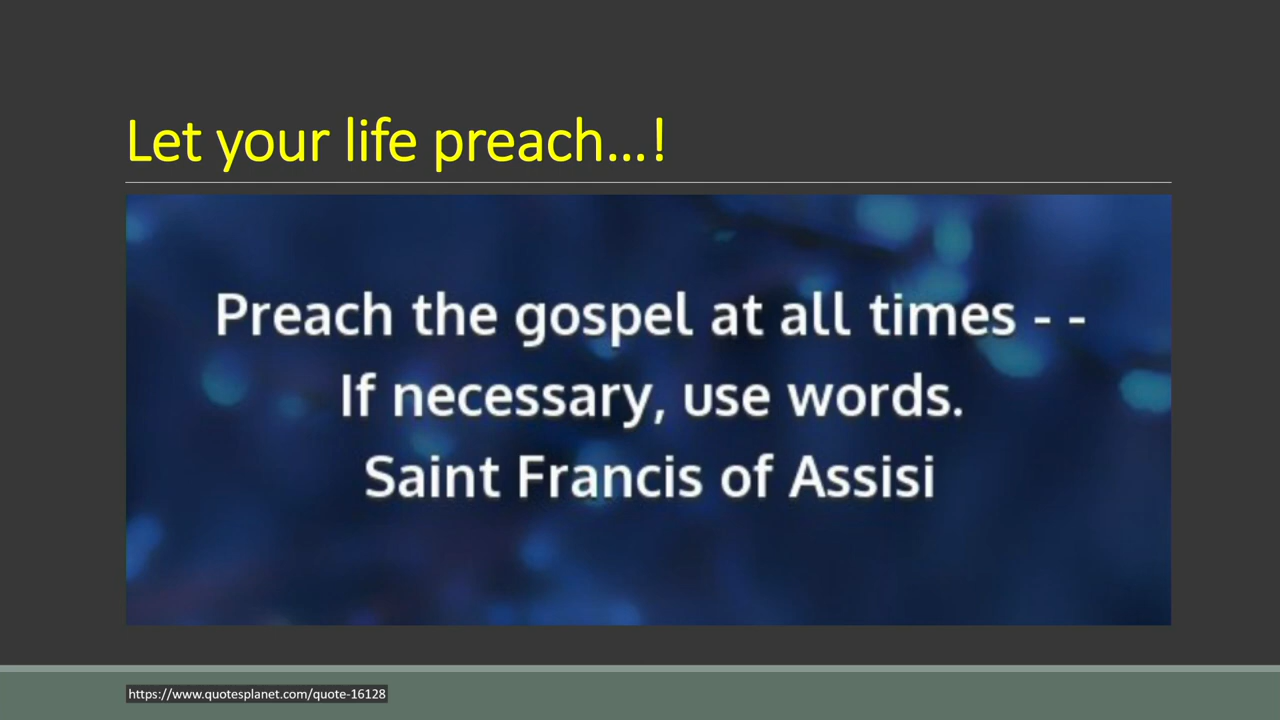 Let your life preach...!
Preach the gospel at all times - -
If necessary, use words.
Saint Francis of Assisi
https://www.quotesplanet.com/quote-16128